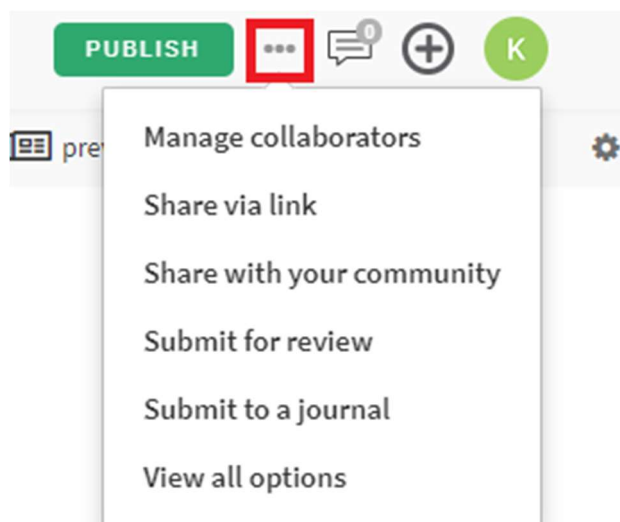 PUBLISH
0
K
Manage collaborators
Share via link
Share with your community
Submit for review
Submit to a journal
View all options